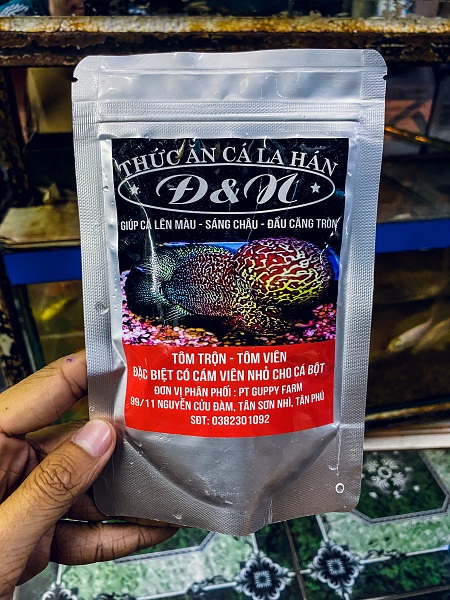 THỨC ĂN CÁ LA HÁN
Đ&N
GIÚP CÁ LÊN MÀU - SÁNG CHÂU - ĐẦU CĂNG TRÒN
TÔM TRỘN - TÔM VIÊN
ĐẶC BIỆT CÓ CÁM VIÊN NHỎ CHO CÁ BỘT
ĐƠN VỊ PHÂN PHỐI : PT GUPPY FARM
99/11 NGUYỄN CỬU ĐÀM, TÂN SƠN NHÌ, TÂN PHÚ
SĐT: 0382301092